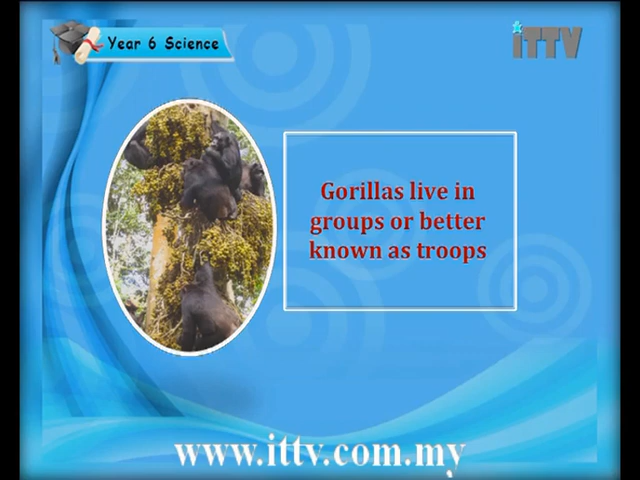 Year 6 Science
iTTV
Gorillas live in
groups or better
known as troops
www.ittv.com.my